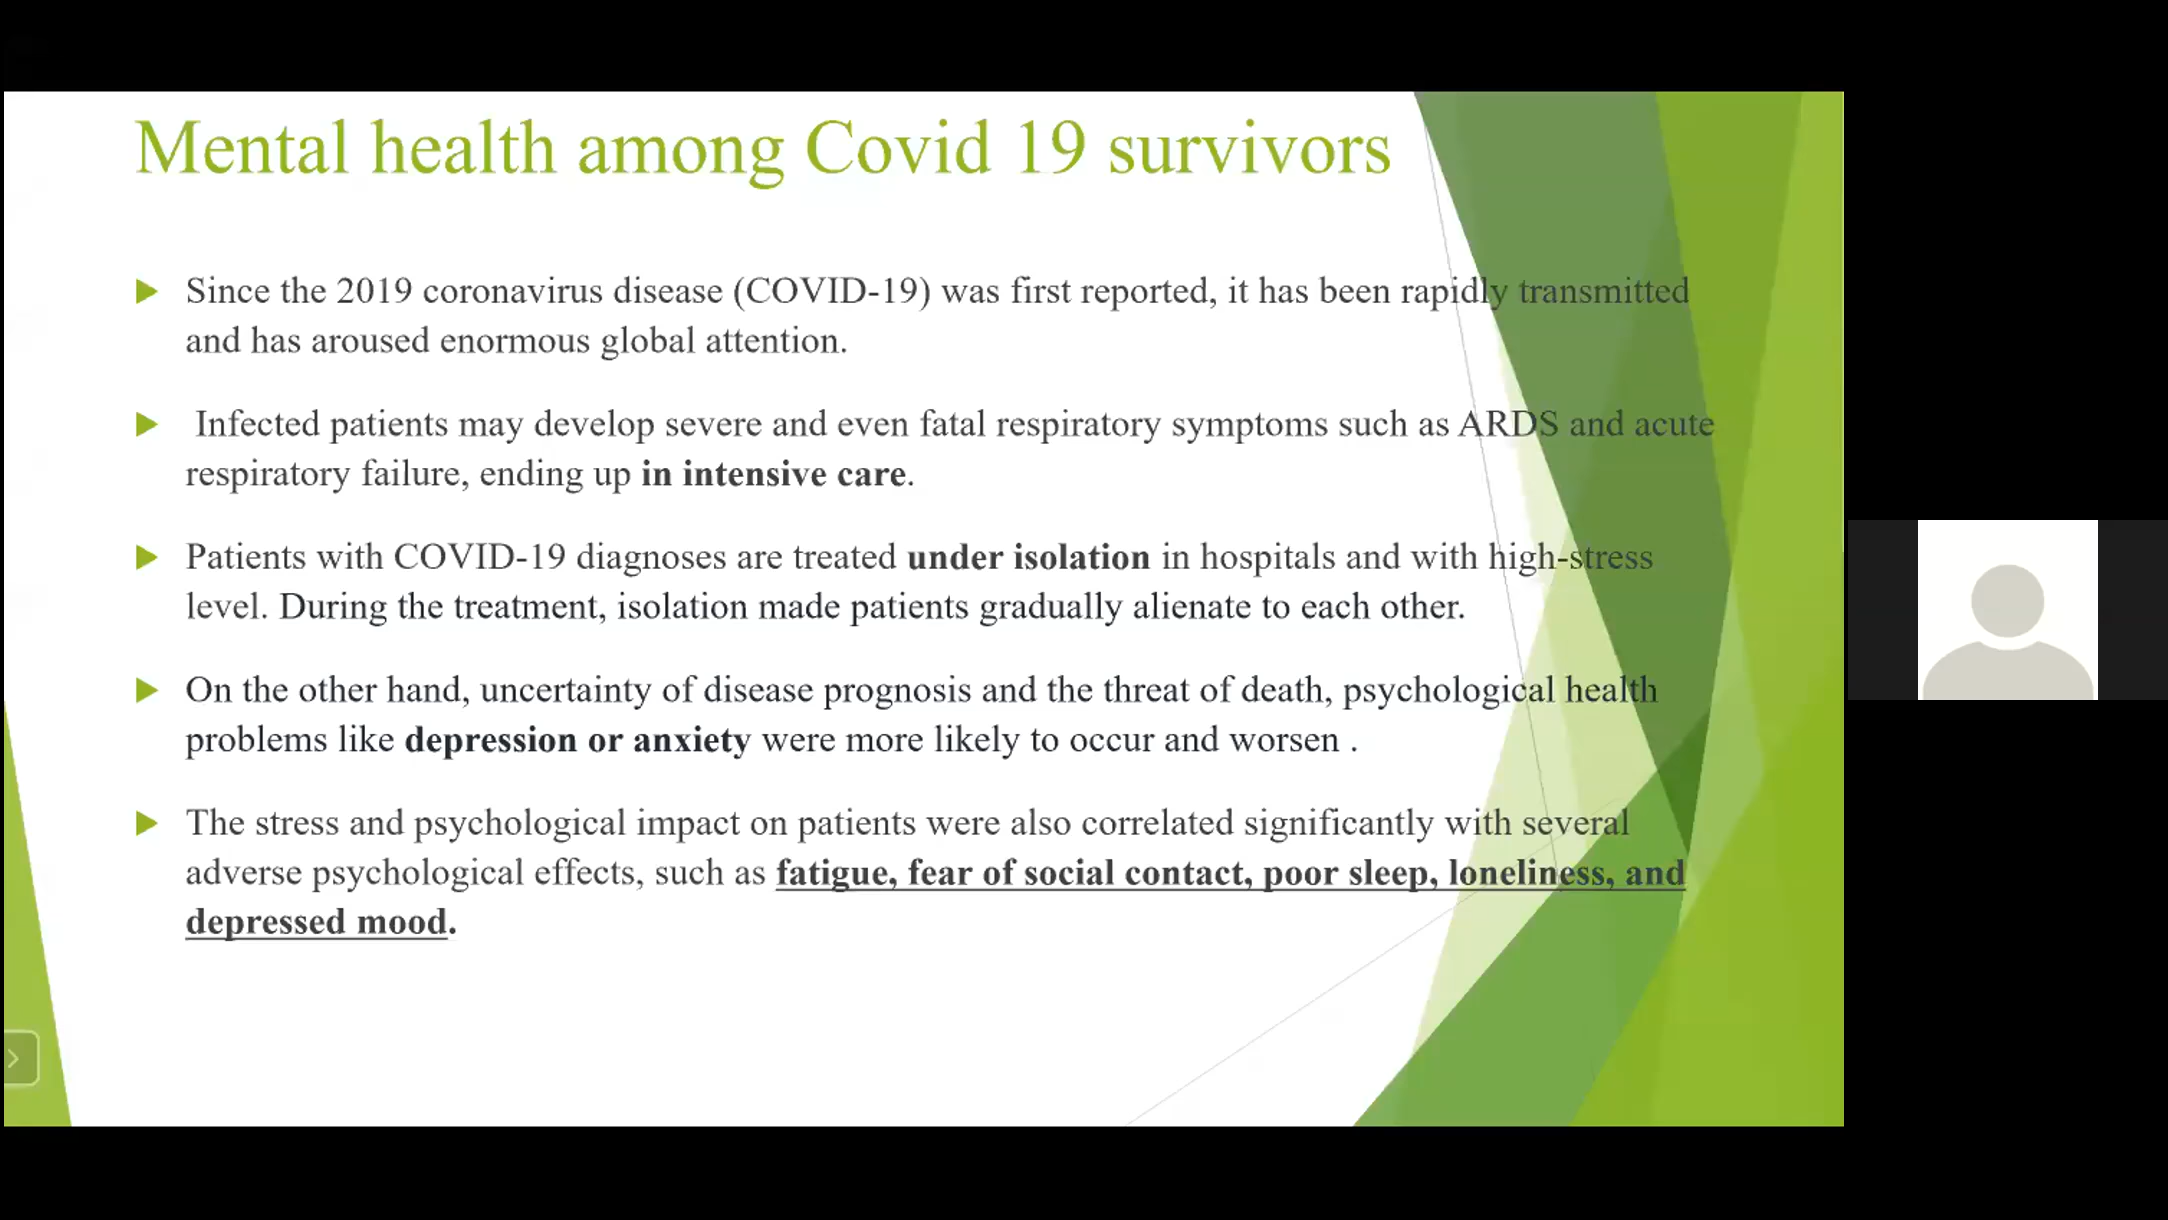 Mental health among Covid 19 survivors
Since the 2019 coronavirus disease (COVID-19) was first reported, it has been rapidly transmitted
and has aroused enormous global attention.
Infected patients may develop severe and even fatal respiratory symptoms such as ARDS and acute
respiratory failure, ending up in intensive care.
Patients with COVID-19 diagnoses are treated under isolation in hospitals and with high-stress
level. During the treatment, isolation made patients gradually alienate to each other.
On the other hand, uncertainty of disease prognosis and the threat of death, psychological health
problems like depression or anxiety were more likely to occur and worsen .
The stress and psychological impact on patients were also correlated significantly with several
adverse psychological effects, such as fatigue, fear of social contact, poor sleep, loneliness, and
depressed mood.